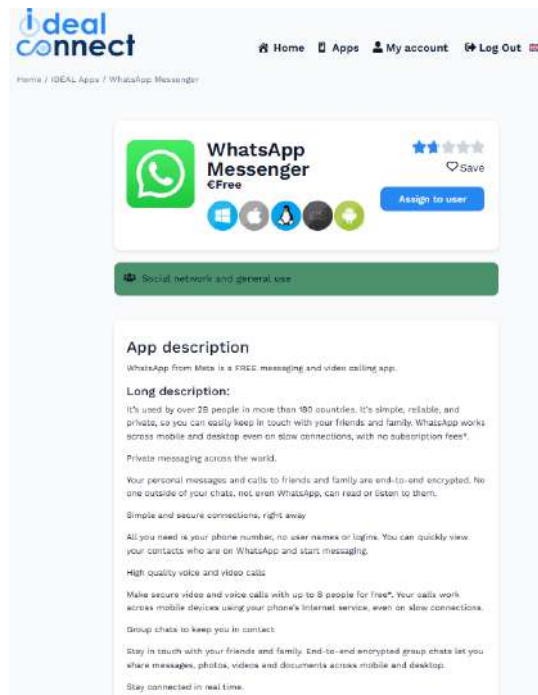 ideal
connect
Home Apps My account Log Out
Home / IDEAL Apps / WhatsApp Messenger
WhatsApp
Messenger
€Free
Save
Assign to user
Social network and general use
App description
WhatsApp from Meta is a FREE messaging and video calling app.
Long description:
It's used by over 2B people in more than 180 countries. It's simple, reliable, and
private, so you can easily keep in touch with your friends and family. WhatsApp works
across mobile and desktop even on slow connections, with no subscription fees*.
Private messaging across the world.
Your personal messages and calls to friends and family are end-to-end encrypted. No
one outside of your chats, not even WhatsApp, can read or listen to them.
Simple and secure connections, right away
All you need is your phone number, no user names or logins. You can quickly view
your contacts who are on WhatsApp and start messaging.
High quality voice and video calls
Make secure video and voice calls with up to 8 people for free*. Your calls work
across mobile devices using your phone's Internet service, even on slow connections.
Group chats to keep you in contact
Stay in touch with your friends and family. End-to-end encrypted group chats let you
share messages, photos, videos and documents across mobile and desktop.
Stay connected in real time.